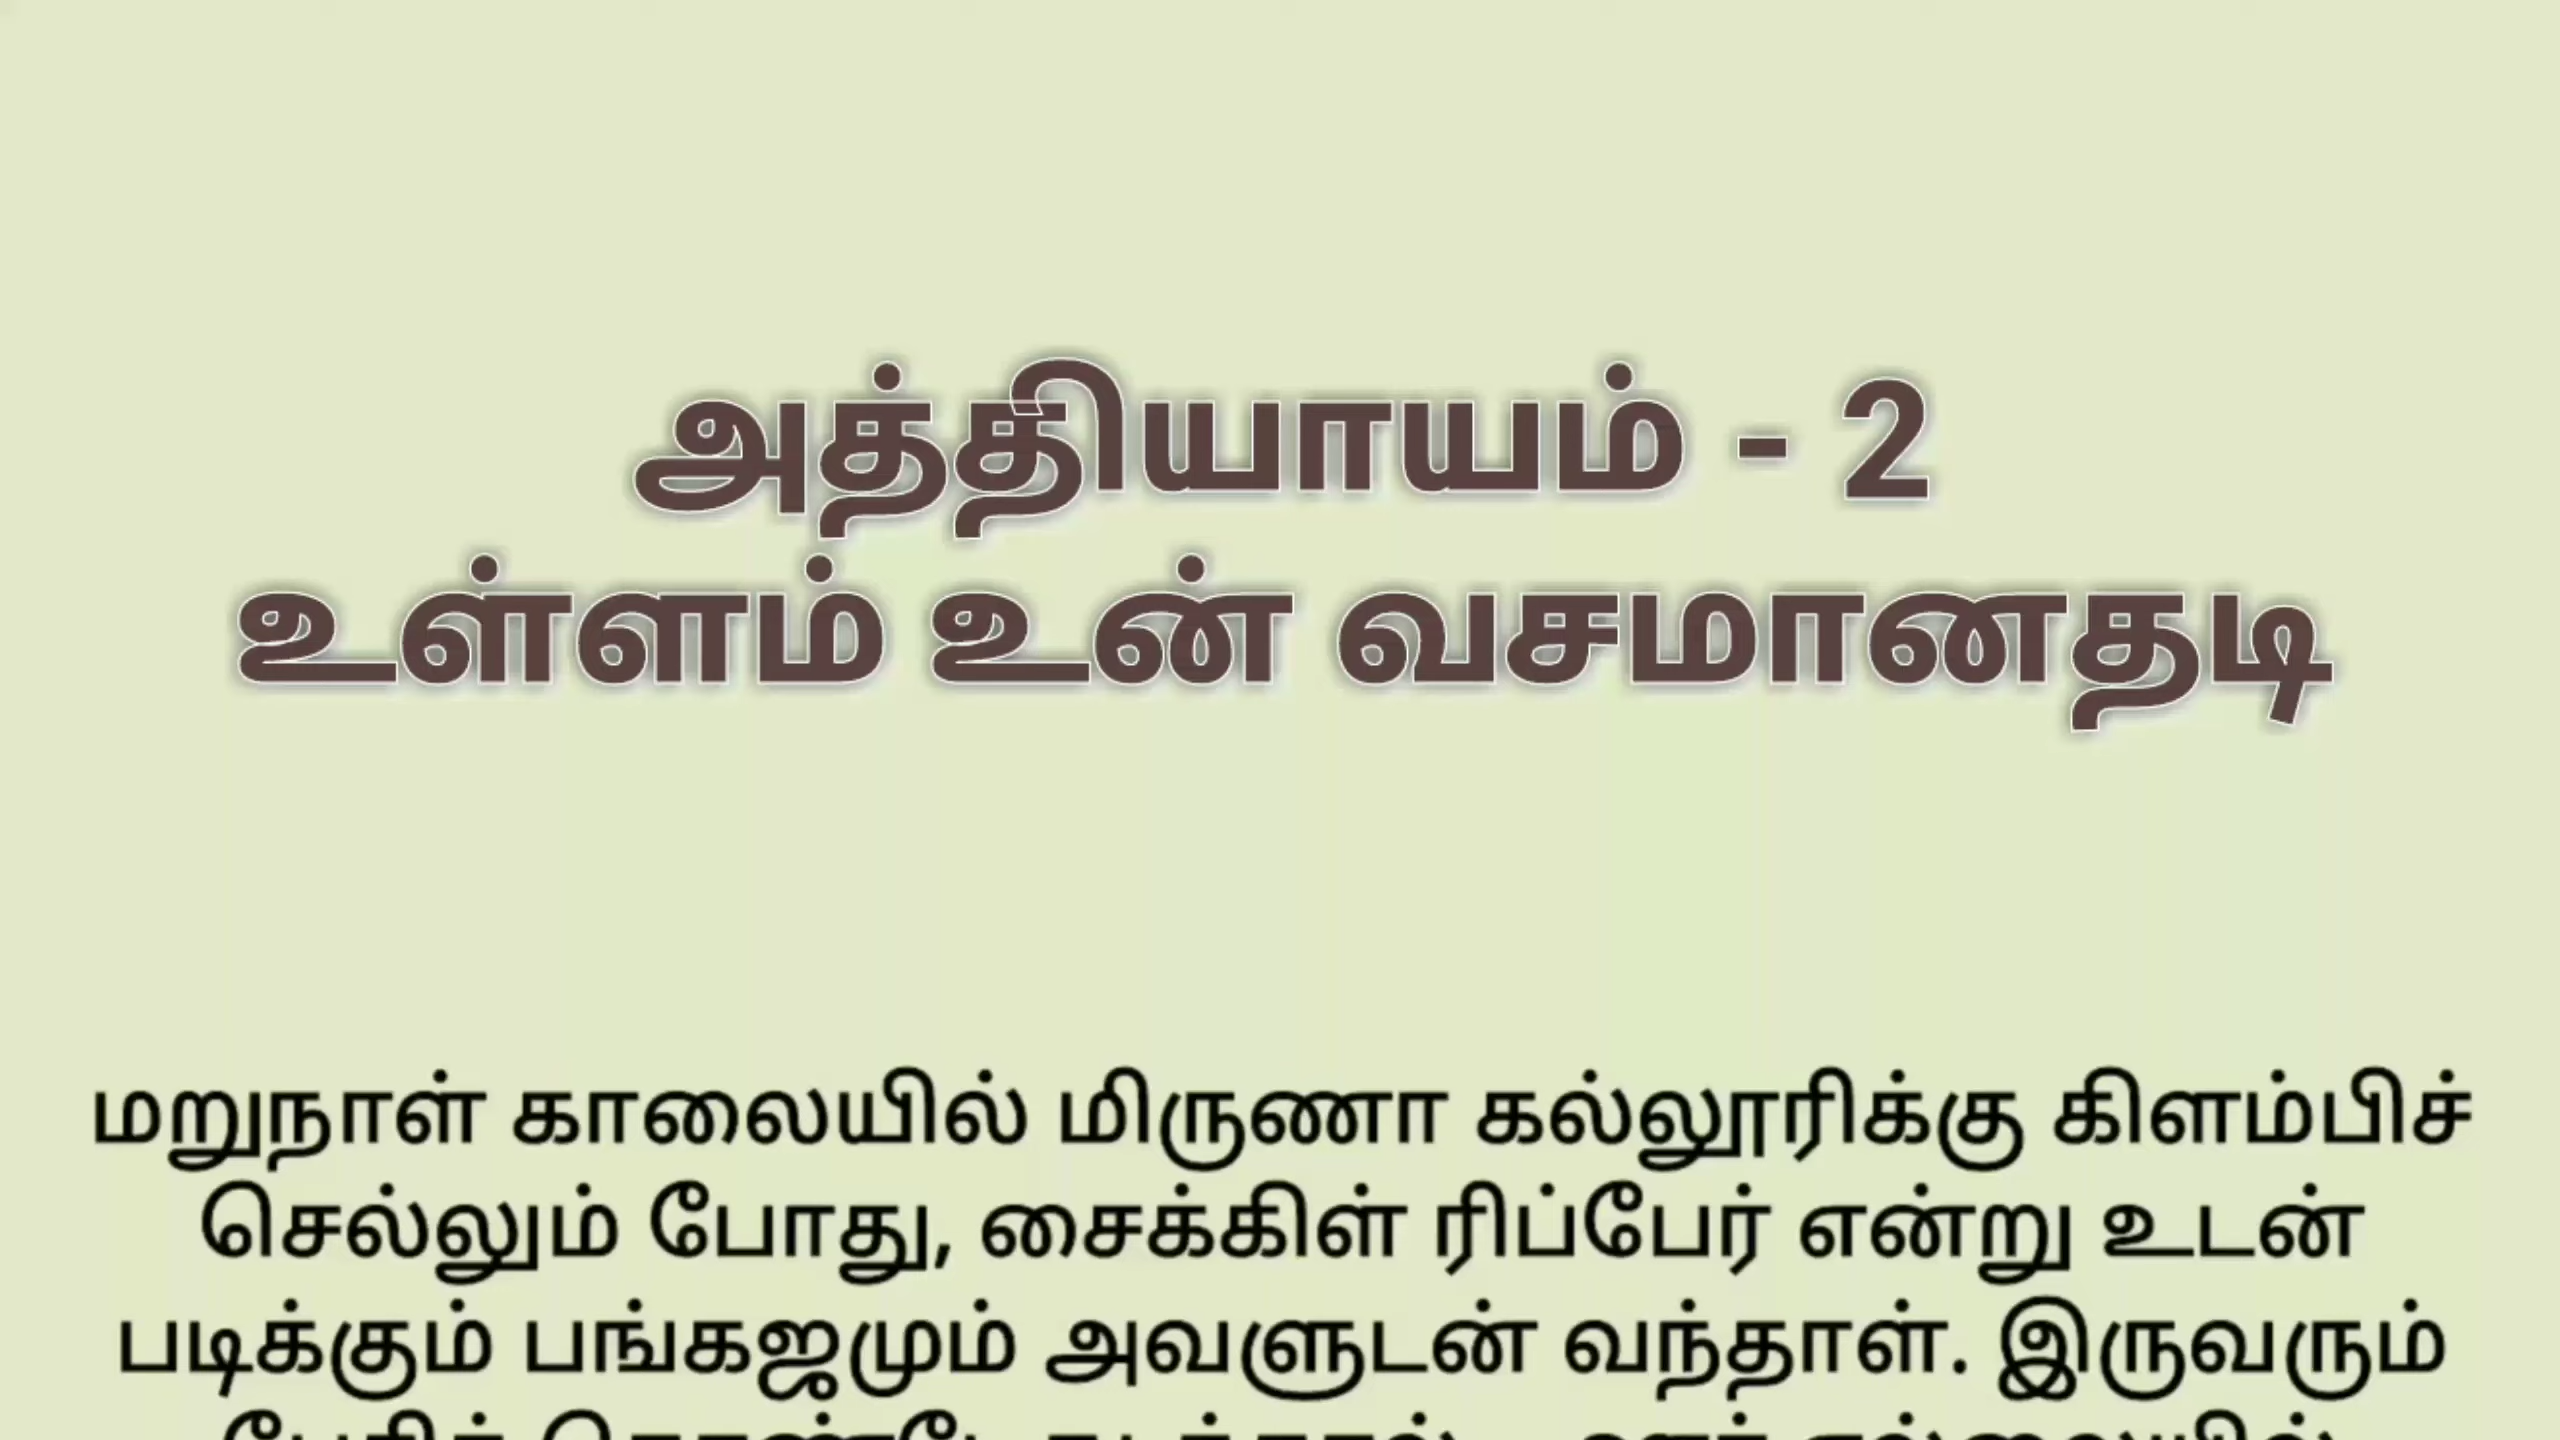 அத்தியாயம் - 2
உள்ளம் உன் வசமானதடி
மறுநாள் காலையில் மிருணா கல்லூரிக்கு கிளம்பிச்
செல்லும் போது, சைக்கிள் ரிப்பேர் என்று உடன்
படிக்கும் பங்கஜமும் அவளுடன் வந்தாள். இருவரும்